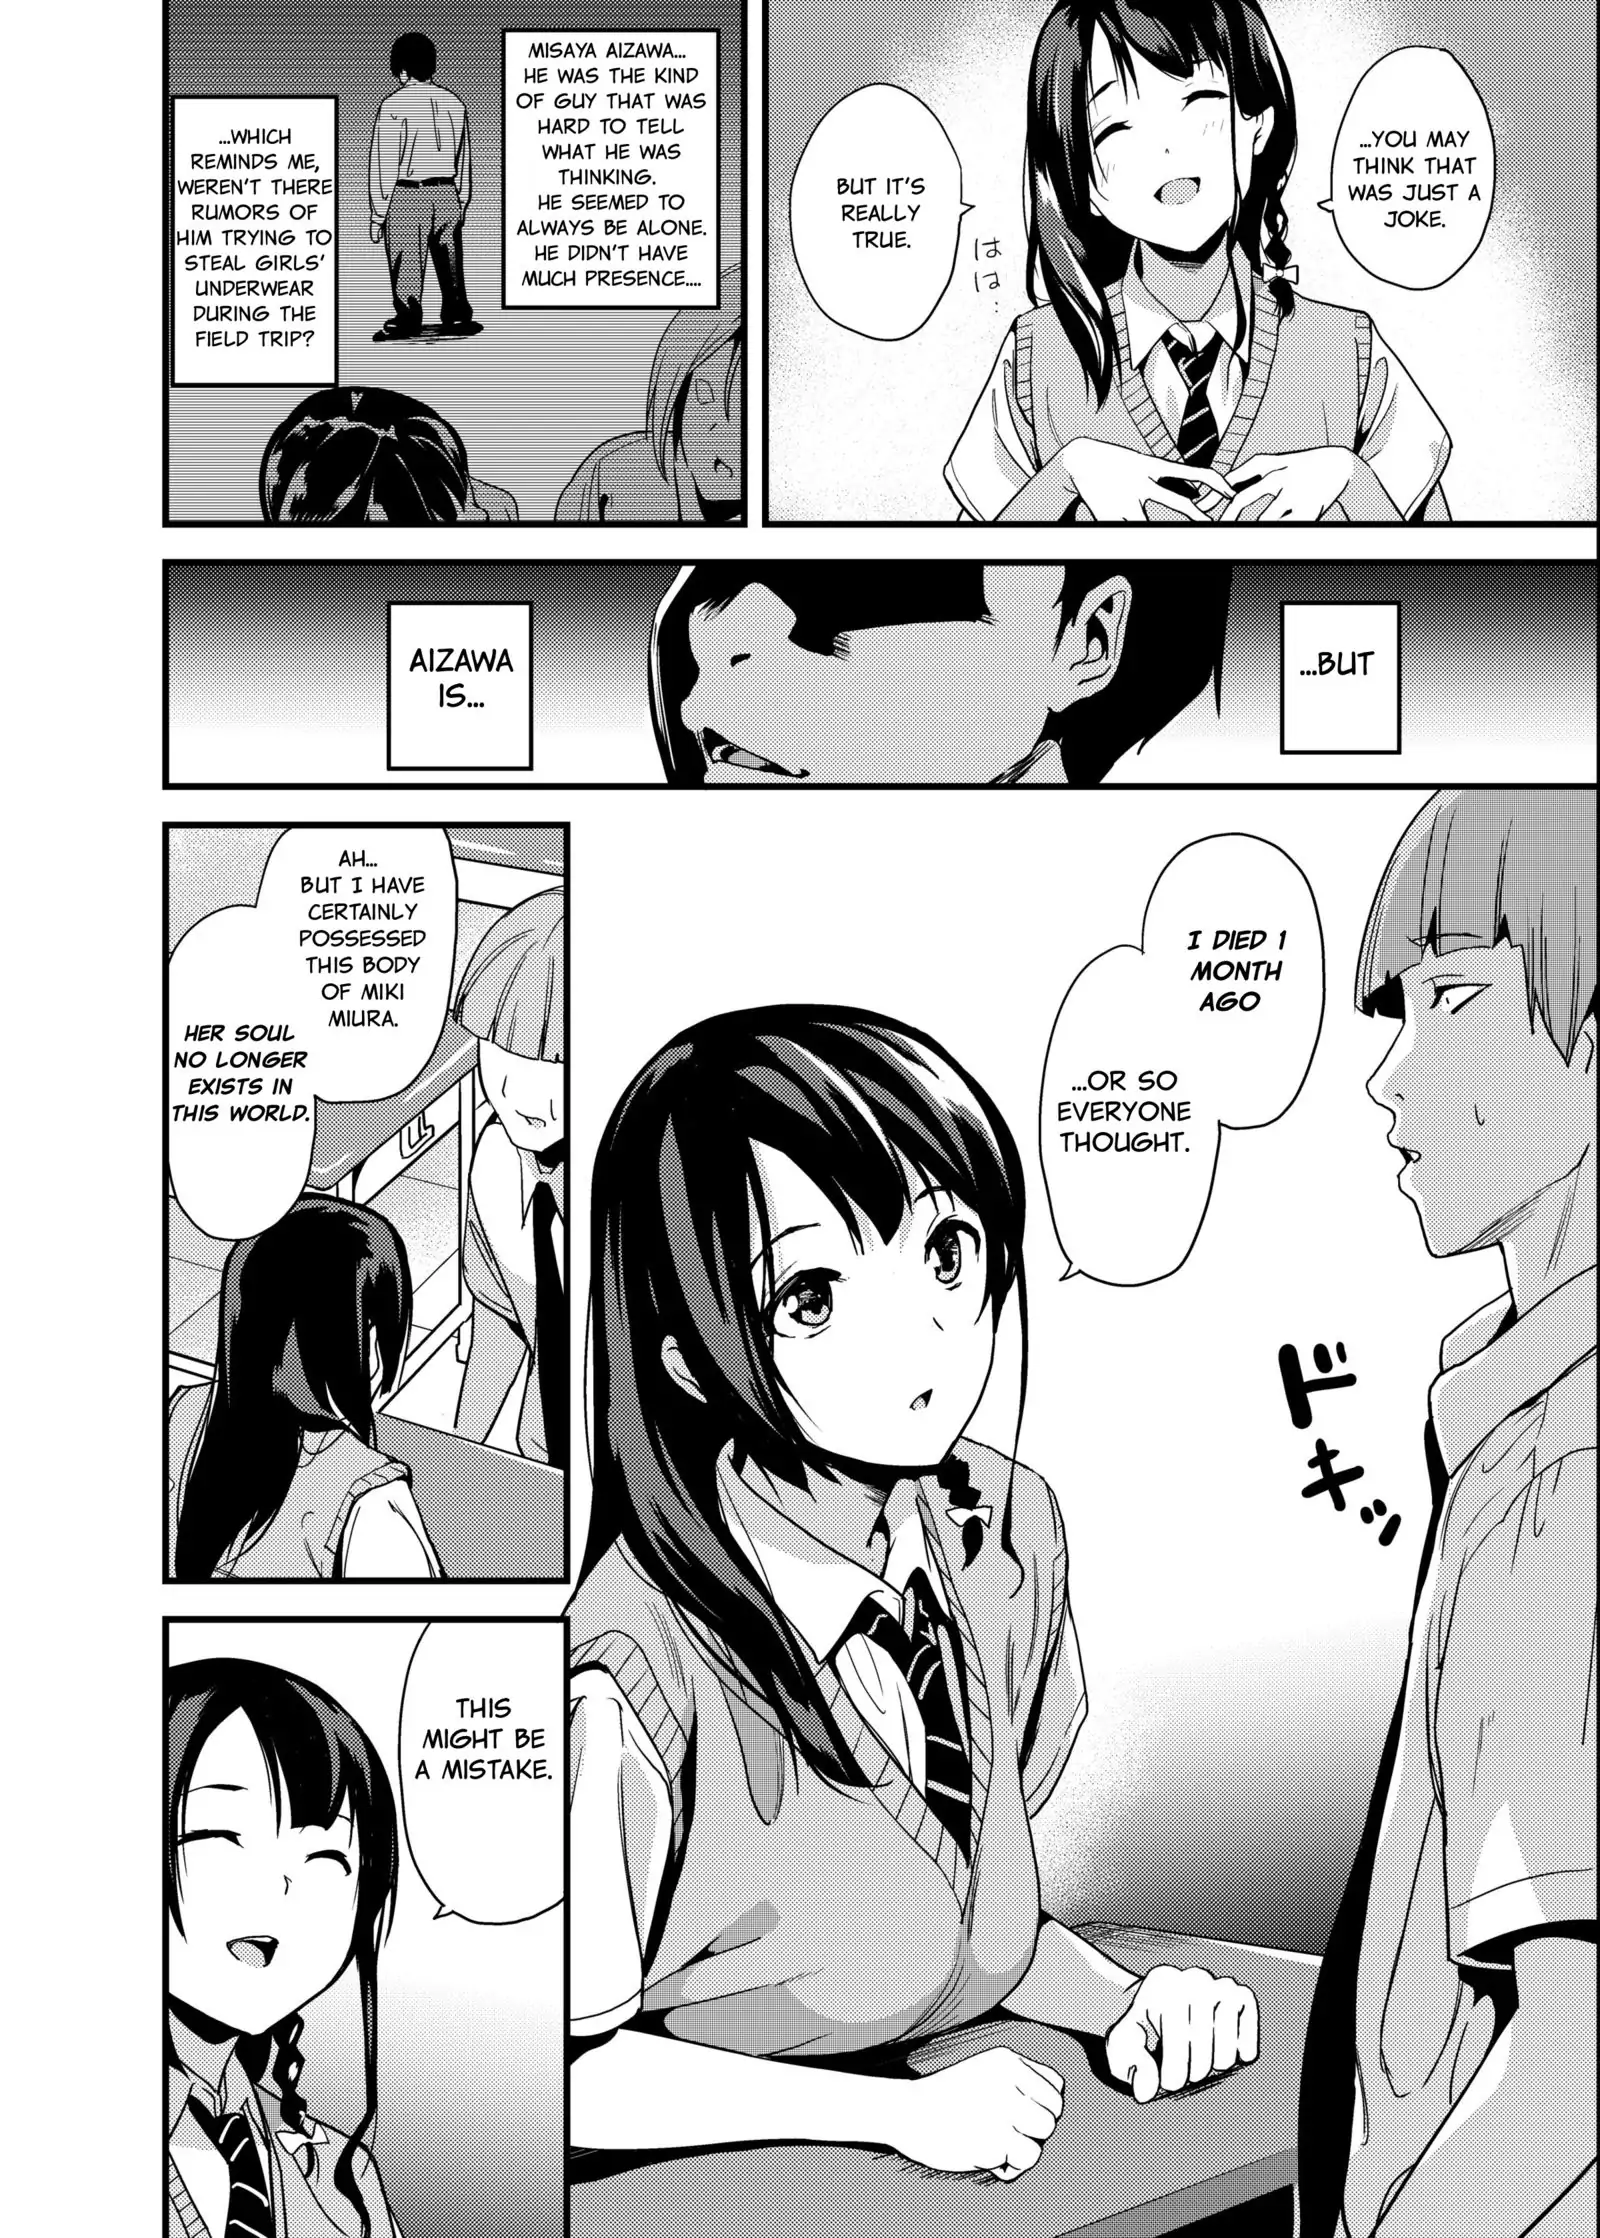 ...YOU MAY
THINK THAT
WAS JUST A
JOKE.
BUT IT'S
REALLY
TRUE.
はは..
MISAYA AIZAWA...
HE WAS THE KIND
OF GUY THAT WAS
HARD TO TELL
WHAT HE WAS
THINKING.
HE SEEMED TO
ALWAYS BE ALONE.
HE DIDN'T HAVE
MUCH PRESENCE....
...WHICH
REMINDS ME,
WEREN'T THERE
RUMORS OF
HIM TRYING TO
STEAL GIRLS'
UNDERWEAR
DURING THE
FIELD TRIP?
...BUT
AIZAWA
IS...
I DIED 1
MONTH
AGO
...OR SO
EVERYONE
THOUGHT.
ドキッ
AH...
BUT I HAVE
CERTAINLY
POSSESSED
THIS BODY
OF MIKI
MIURA.
HER SOUL
NO LONGER
EXISTS IN
THIS WORLD.
THIS
MIGHT BE
A MISTAKE.